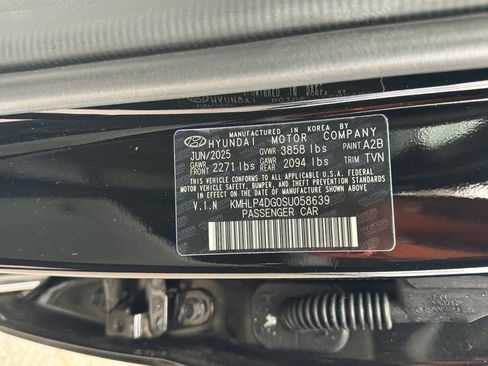 MANUFACTURED IN KOREA BY
HYUNDAI MOTOR COMPANY
JUN/2025 GVWR 3858 lbs PAINT A2B
GAWR FRONT 2271 lbs GAWR REAR 2094 lbs TRIM TVN
THIS VEHICLE CONFORMS TO ALL APPLICABLE U.S.A. FEDERAL MOTOR VEHICLE
SAFETY, BUMPER, AND THEFT PREVENTION STANDARDS
IN EFFECT ON THE DATE OF MANUFACTURE SHOWN ABOVE.
V.I.N KMHLP4DG0SU058639
PASSENGER CAR